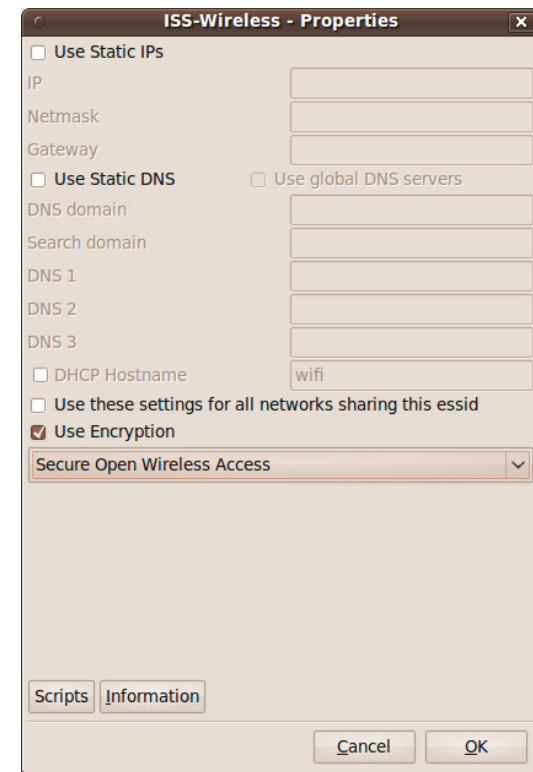 ISS-Wireless - Properties
Use Static IPs
IP
Netmask
Gateway
Use Static DNS Use global DNS servers
DNS domain
Search domain
DNS 1
DNS 2
DNS 3
DHCP Hostname wifi
Use these settings for all networks sharing this essid
Use Encryption
Secure Open Wireless Access
Scripts Information
Cancel OK